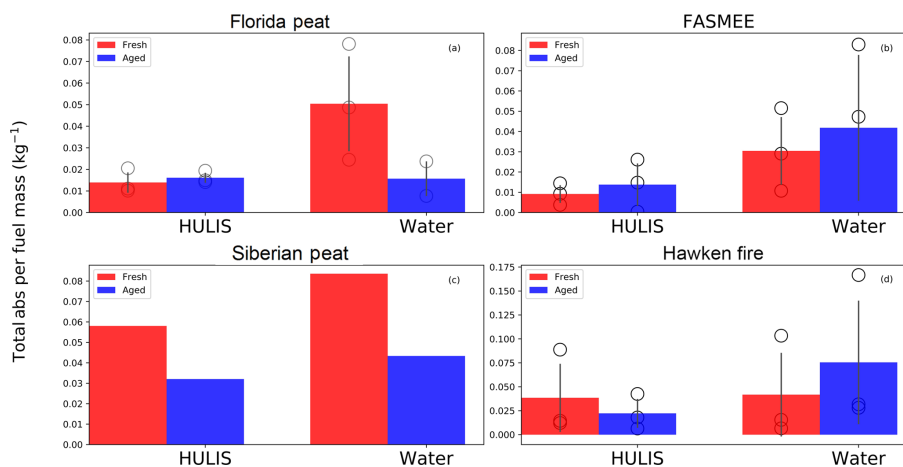 Florida peat
FASMEE
0.08
0.07
0.06
0.05
0.04
0.03
0.02
0.01
0.00
Fresh
Aged
(a)
HULIS
Water
0.08
0.07
0.06
0.05
0.04
0.03
0.02
0.01
0.00
Fresh
Aged
(b)
HULIS
Water
Total abs per fuel mass (kg⁻¹)
Siberian peat
Hawken fire
0.08
0.07
0.06
0.05
0.04
0.03
0.02
0.01
0.00
Fresh
Aged
(c)
HULIS
Water
0.175
0.150
0.125
0.100
0.075
0.050
0.025
0.000
Fresh
Aged
(d)
HULIS
Water